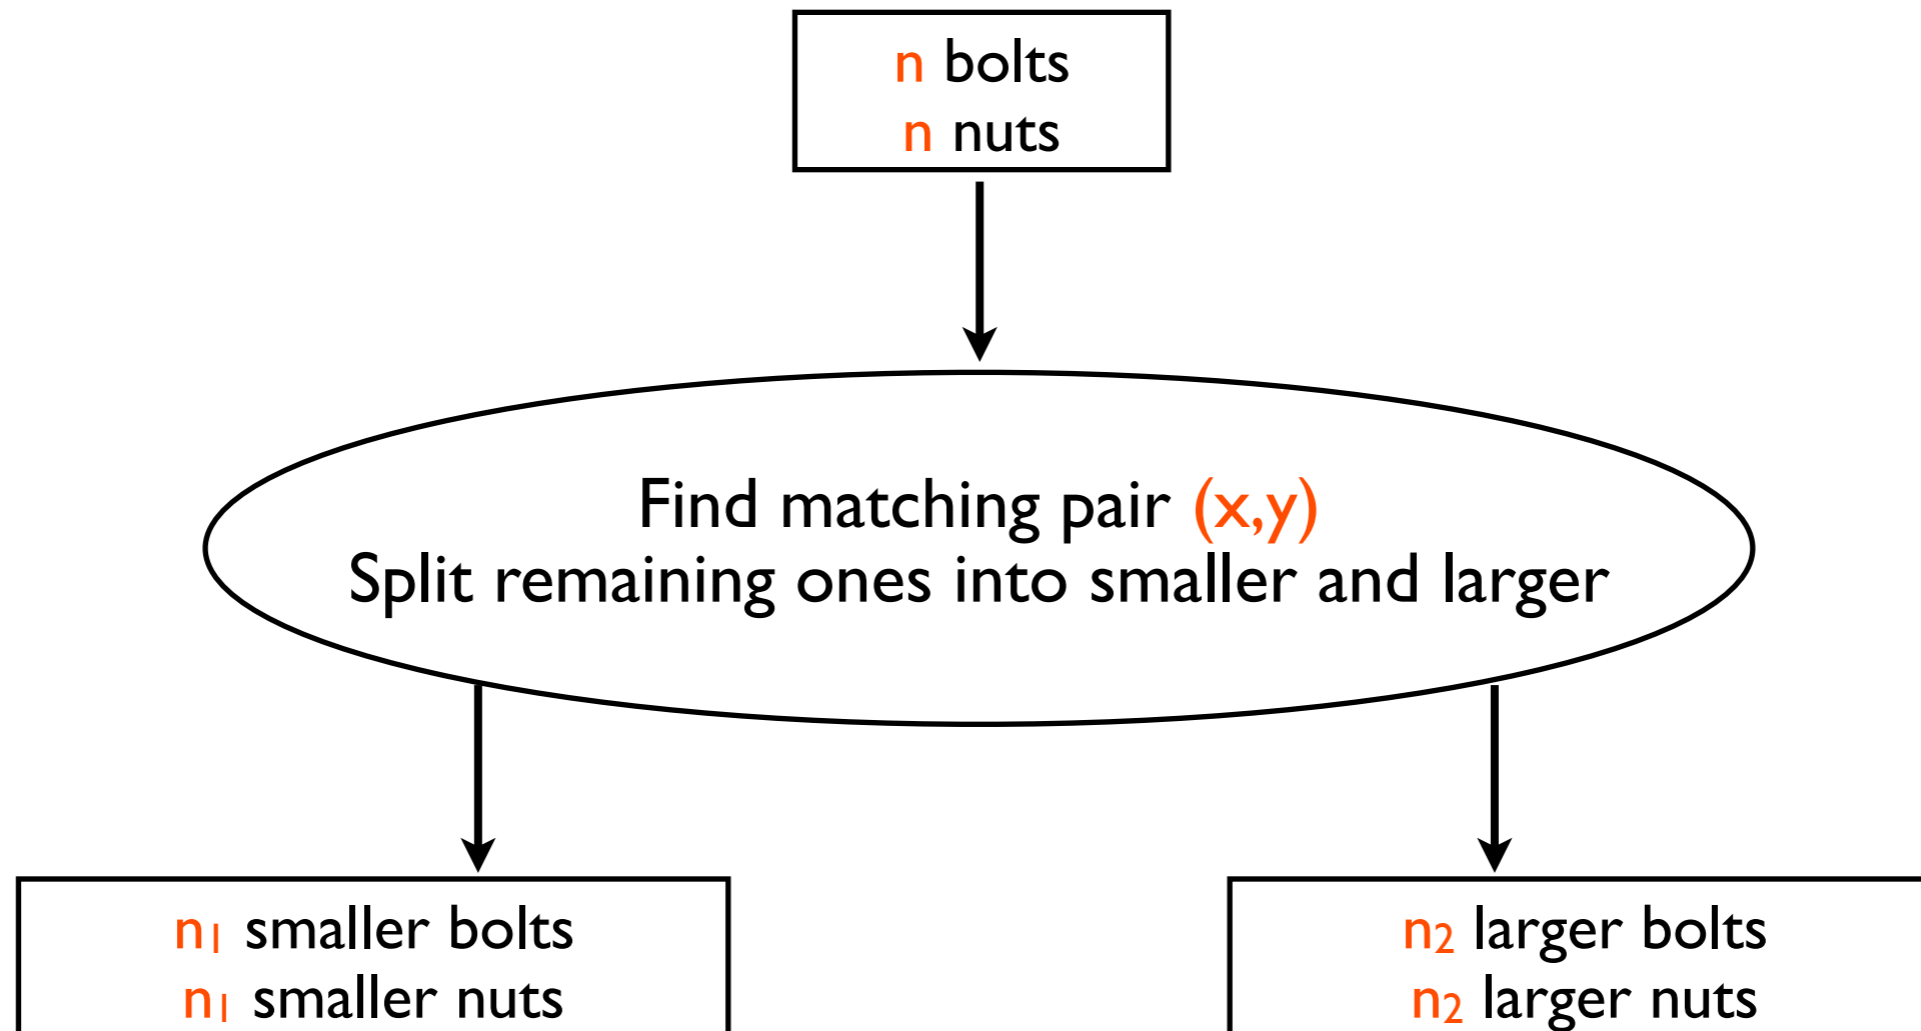 n bolts
n nuts
Find matching pair (x,y)
Split remaining ones into smaller and larger
n₁ smaller bolts
n₁ smaller nuts
n₂ larger bolts
n₂ larger nuts